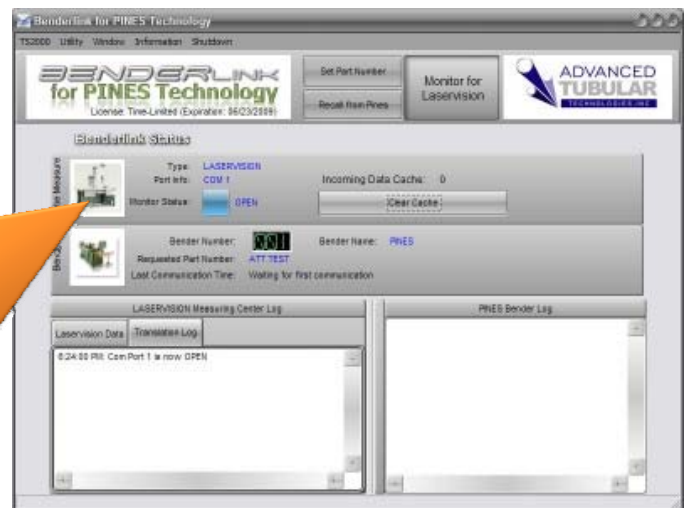 Benderlink for PINES Technology
TS2000 Utility Window Information Shutdown
BENDERLINK
for PINES Technology
License: Time-Limited (Expiration: 06/23/2009)
Set Part Number
Recall from Pines
Monitor for
Laservision
ADVANCED
TUBULAR
TECHNOLOGIES INC
Benderlink Status
Measure
Type: LASERVISION
Port Info: COM 1
Monitor Status: OPEN
Incoming Data Cache: 0
Clear Cache
Bender Number: 001
Bender Name: PINES
Requested Part Number: ATT TEST
Last Communication Time: Waiting for first communication
LASERVISION Measuring Center Log
PINES Bender Log
Laservision Data
Translation Log
6:24:00 PM: Com Port 1 is now OPEN